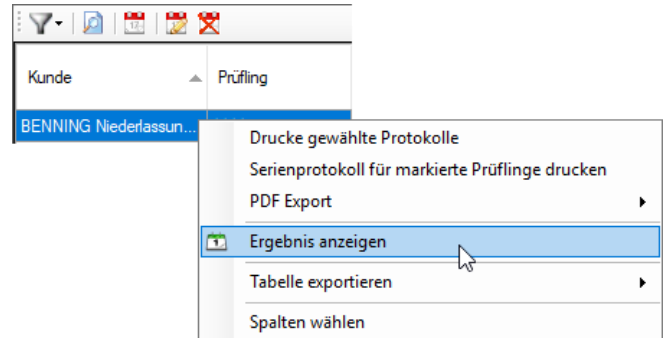 Kunde Prüfling
BENNING Niederlassun...
Drucke gewählte Protokolle
Serienprotokoll für markierte Prüflinge drucken
PDF Export
Ergebnis anzeigen
Tabelle exportieren
Spalten wählen